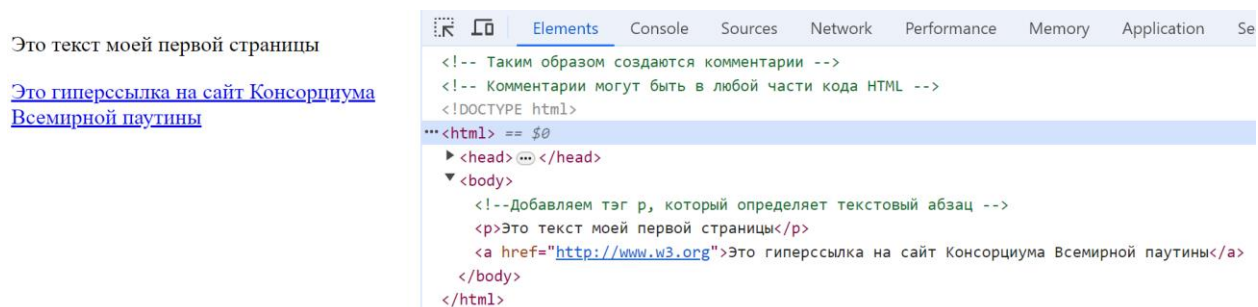 Это текст моей первой страницы
Это гиперссылка на сайт Консорциума
Всемирной паутины
Elements Console Sources Network Performance Memory Application Se
<!-- Таким образом создаются комментарии -->
<!-- Комментарии могут быть в любой части кода HTML -->
<!DOCTYPE html>
<html> == $0
<head> </head>
<body>
<!--Добавляем тэг p, который определяет текстовый абзац -->
<p>Это текст моей первой страницы</p>
<a href="http://www.w3.org">Это гиперссылка на сайт Консорциума Всемирной паутины</a>
</body>
</html>